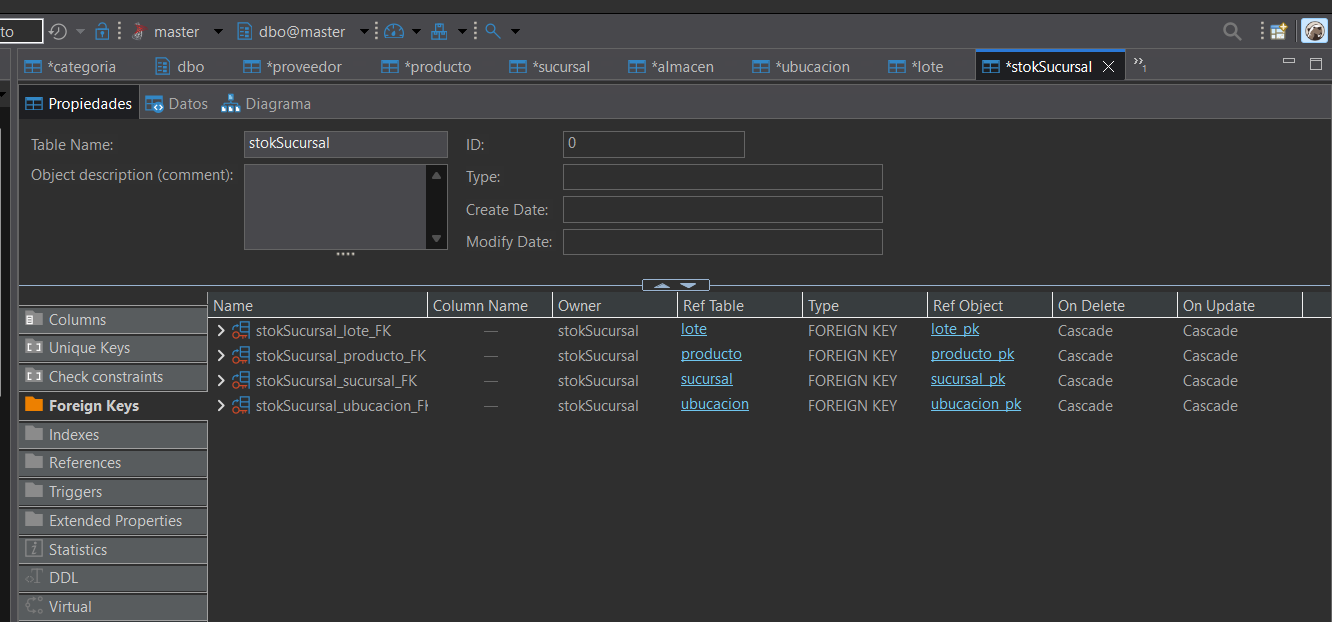 to master dbo@master
*categoria dbo *proveedor *producto *sucursal *almacen *ubucacion *lote *stokSucursal »1
Propiedades Datos Diagrama
Table Name: stokSucursal ID: 0
Object description (comment): Type:
Create Date:
Modify Date:
Name Column Name Owner Ref Table Type Ref Object On Delete On Update
Columns
Unique Keys
Check constraints
Foreign Keys
Indexes
References
Triggers
Extended Properties
Statistics
DDL
Virtual
stokSucursal_lote_FK — stokSucursal lote FOREIGN KEY lote_pk Cascade Cascade
stokSucursal_producto_FK — stokSucursal producto FOREIGN KEY producto_pk Cascade Cascade
stokSucursal_sucursal_FK — stokSucursal sucursal FOREIGN KEY sucursal_pk Cascade Cascade
stokSucursal_ubucacion_FK — stokSucursal ubucacion FOREIGN KEY ubucacion_pk Cascade Cascade